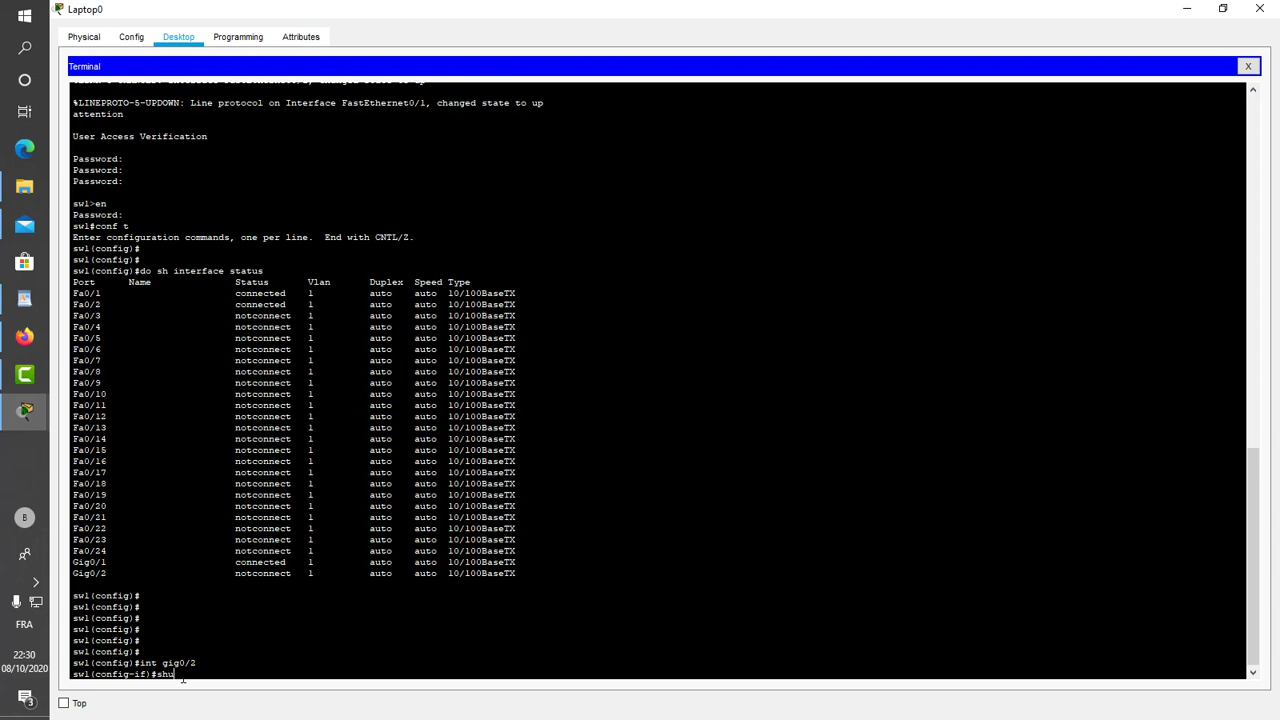 Laptop0
Physical Config Desktop Programming Attributes
Terminal X
%LINEPROTO-5-UPDOWN: Line protocol on Interface FastEthernet0/1, changed state to up
attention
User Access Verification
Password:
Password:
Password:
sw1>en
Password:
sw1#conf t
Enter configuration commands, one per line. End with CNTL/Z.
sw1(config)#
sw1(config)#
sw1(config)#do sh interface status
Port Name Status Vlan Duplex Speed Type
Fa0/1 connected 1 auto auto 10/100BaseTX
Fa0/2 connected 1 auto auto 10/100BaseTX
Fa0/3 notconnect 1 auto auto 10/100BaseTX
Fa0/4 notconnect 1 auto auto 10/100BaseTX
Fa0/5 notconnect 1 auto auto 10/100BaseTX
Fa0/6 notconnect 1 auto auto 10/100BaseTX
Fa0/7 notconnect 1 auto auto 10/100BaseTX
Fa0/8 notconnect 1 auto auto 10/100BaseTX
Fa0/9 notconnect 1 auto auto 10/100BaseTX
Fa0/10 notconnect 1 auto auto 10/100BaseTX
Fa0/11 notconnect 1 auto auto 10/100BaseTX
Fa0/12 notconnect 1 auto auto 10/100BaseTX
Fa0/13 notconnect 1 auto auto 10/100BaseTX
Fa0/14 notconnect 1 auto auto 10/100BaseTX
Fa0/15 notconnect 1 auto auto 10/100BaseTX
Fa0/16 notconnect 1 auto auto 10/100BaseTX
Fa0/17 notconnect 1 auto auto 10/100BaseTX
Fa0/18 notconnect 1 auto auto 10/100BaseTX
Fa0/19 notconnect 1 auto auto 10/100BaseTX
Fa0/20 notconnect 1 auto auto 10/100BaseTX
Fa0/21 notconnect 1 auto auto 10/100BaseTX
Fa0/22 notconnect 1 auto auto 10/100BaseTX
Fa0/23 notconnect 1 auto auto 10/100BaseTX
Fa0/24 notconnect 1 auto auto 10/100BaseTX
Gig0/1 connected 1 auto auto 10/100BaseTX
Gig0/2 notconnect 1 auto auto 10/100BaseTX
sw1(config)#
sw1(config)#
sw1(config)#
sw1(config)#
sw1(config)#
sw1(config)#
sw1(config)#int gig0/2
sw1(config-if)#shu
Top
B
FRA
22:30
08/10/2020
3